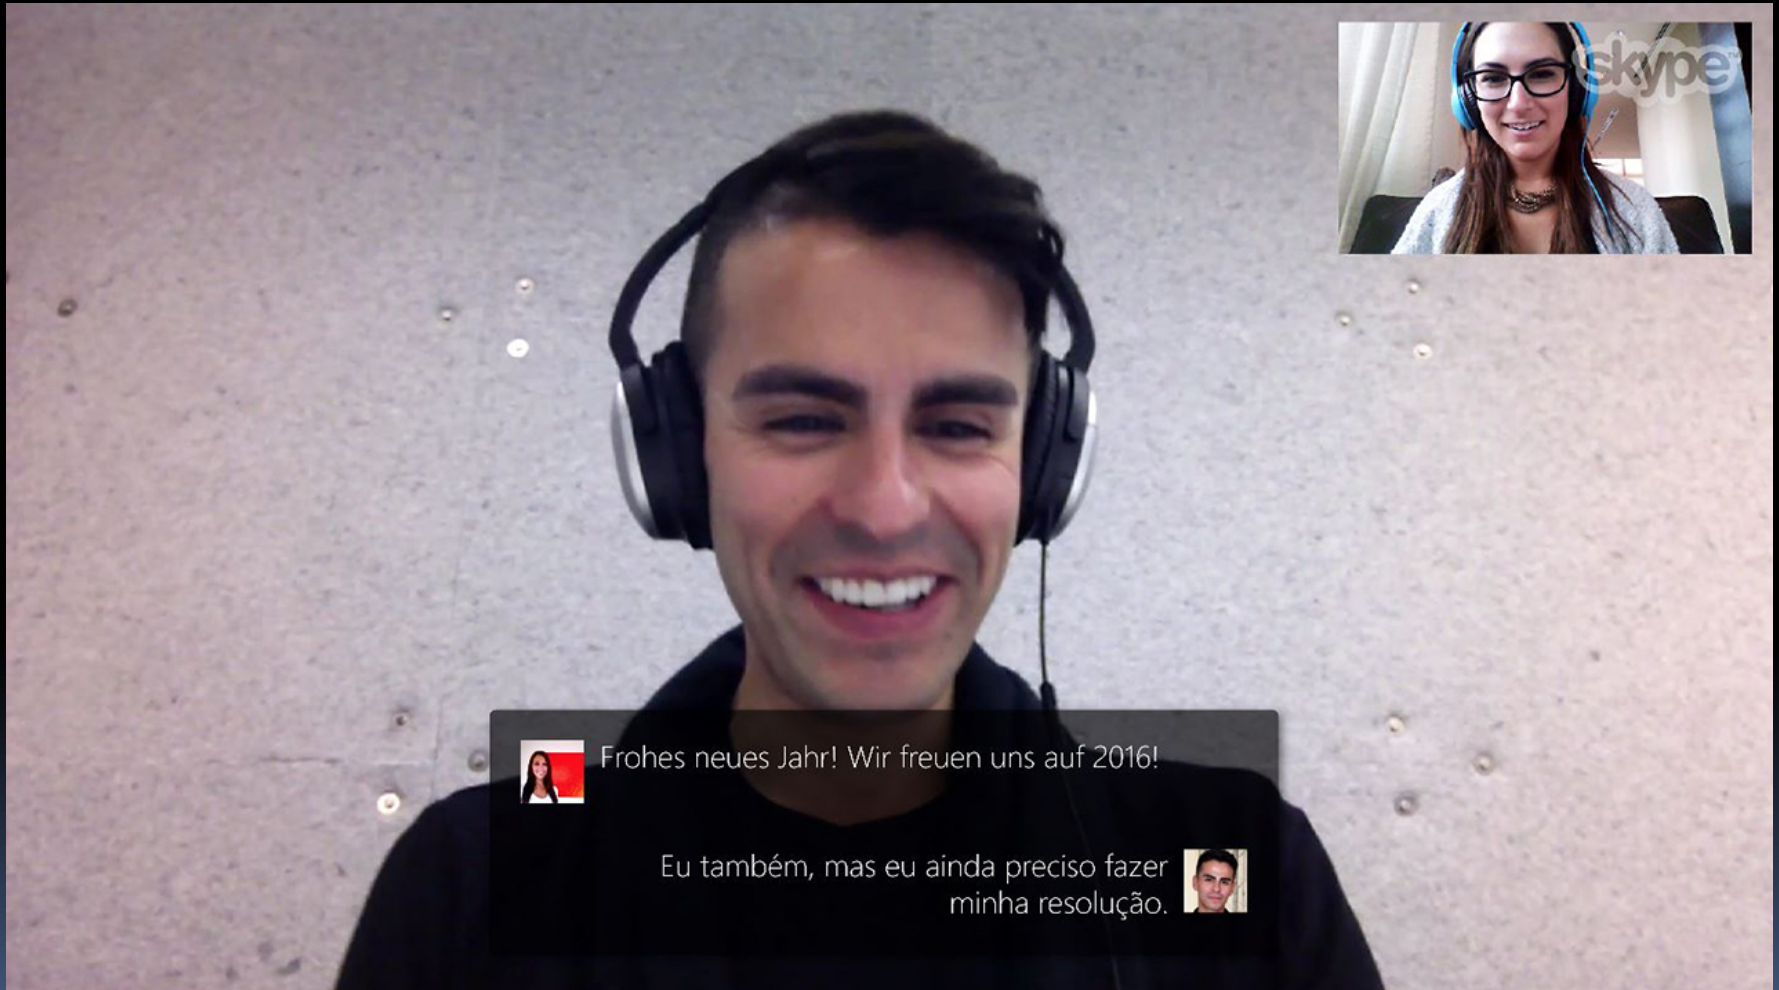 skype
Frohes neues Jahr! Wir freuen uns auf 2016!
Eu também, mas eu ainda preciso fazer
minha resolução.